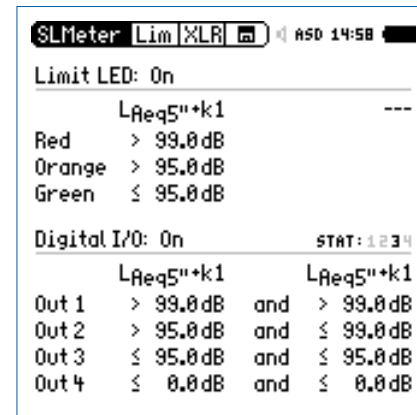 SLMeter Lim XLR ASD 14:58
Limit LED: On
LAeq5"+k1 ---
Red > 99.0dB
Orange > 95.0dB
Green ≤ 95.0dB
Digital I/O: On STAT: 1234
LAeq5"+k1 LAeq5"+k1
Out 1 > 99.0dB and > 99.0dB
Out 2 > 95.0dB and ≤ 99.0dB
Out 3 ≤ 95.0dB and ≤ 95.0dB
Out 4 ≤ 0.0dB and ≤ 0.0dB